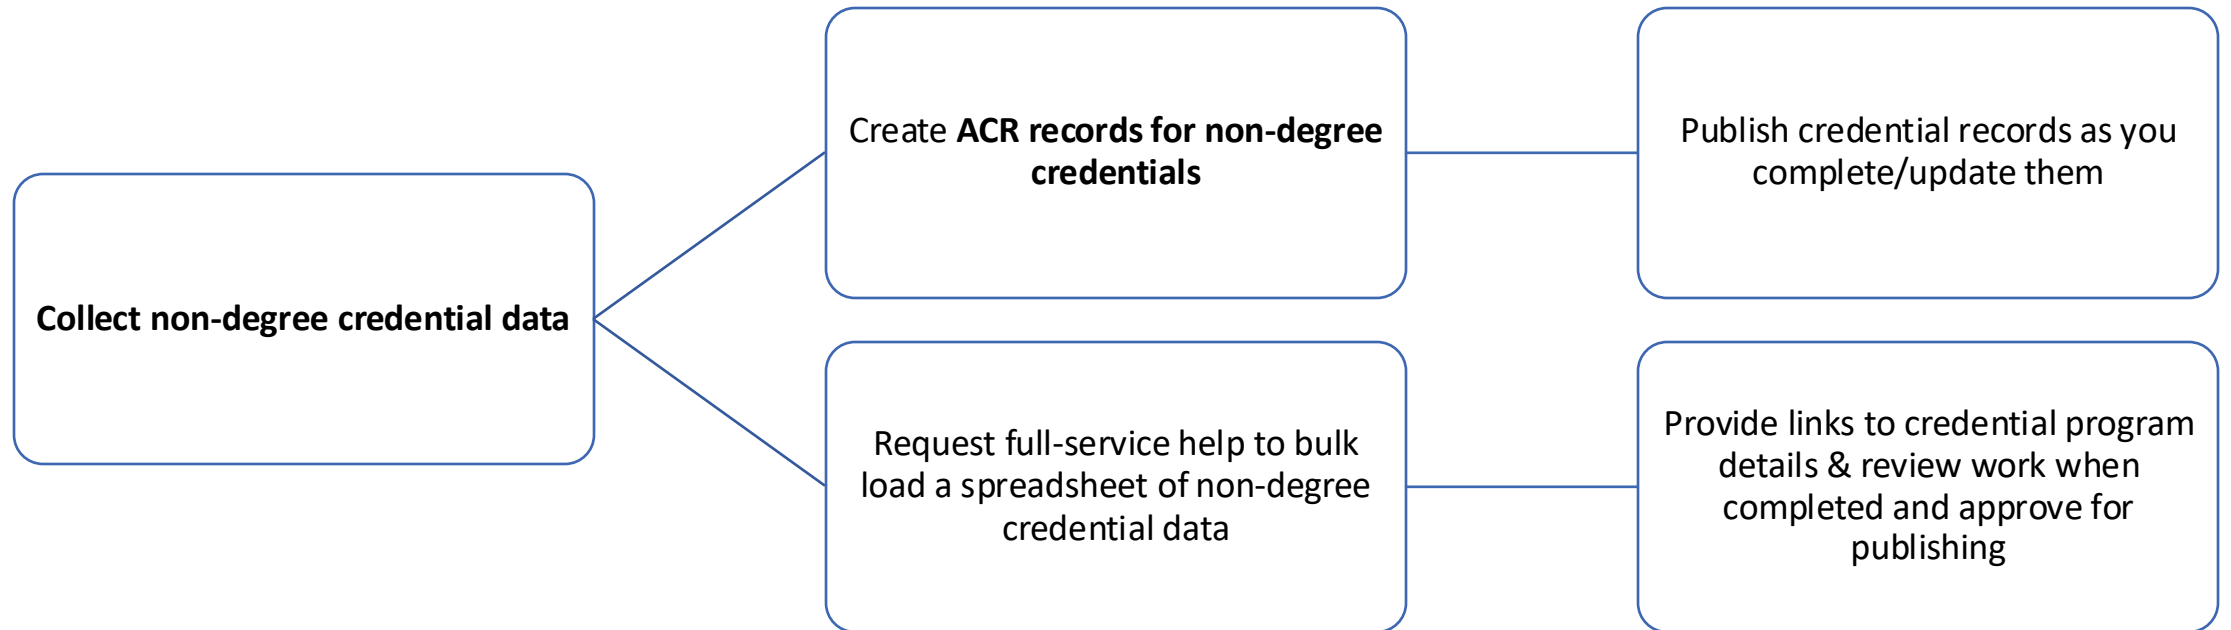 Collect non-degree credential data
Create ACR records for non-degree
credentials
Publish credential records as you
complete/update them
Request full-service help to bulk
load a spreadsheet of non-degree
credential data
Provide links to credential program
details & review work when
completed and approve for
publishing